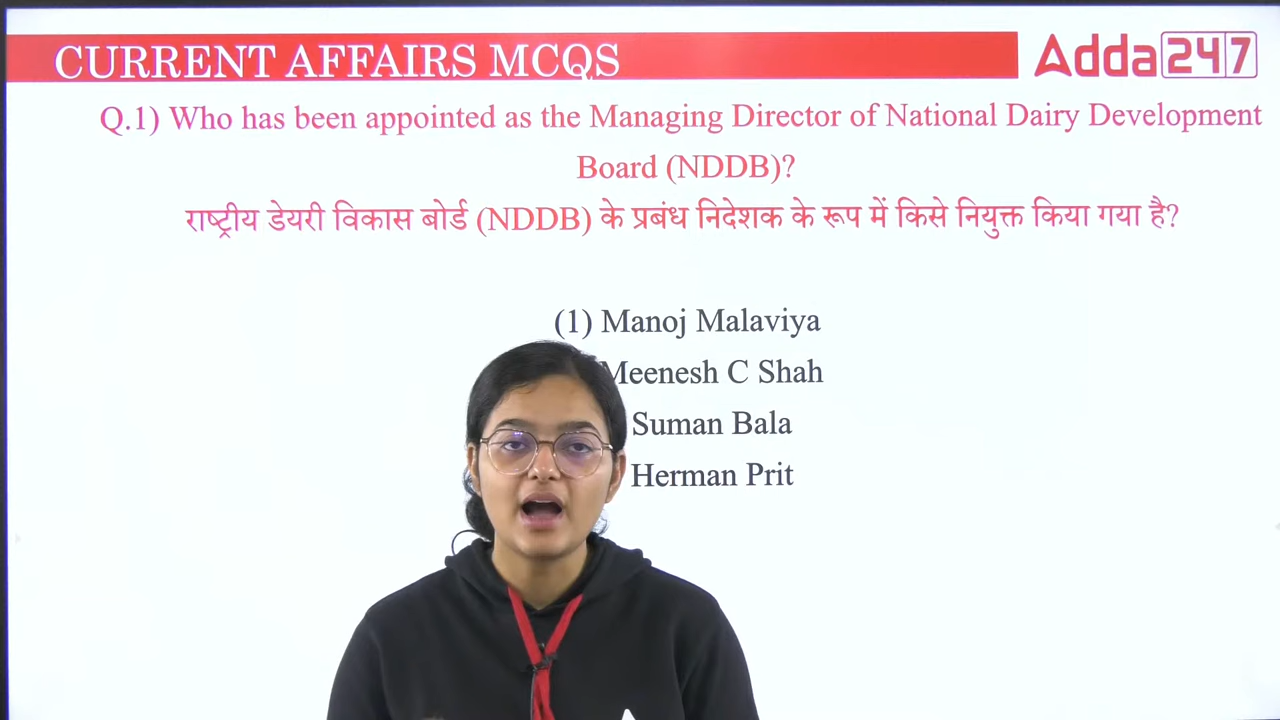 CURRENT AFFAIRS MCQS
Adda247
Q.1) Who has been appointed as the Managing Director of National Dairy Development
Board (NDDB)?
राष्ट्रीय डेयरी विकास बोर्ड (NDDB) के प्रबंध निदेशक के रूप में किसे नियुक्त किया गया है?
(1) Manoj Malaviya
Meenesh C Shah
Suman Bala
Herman Prit